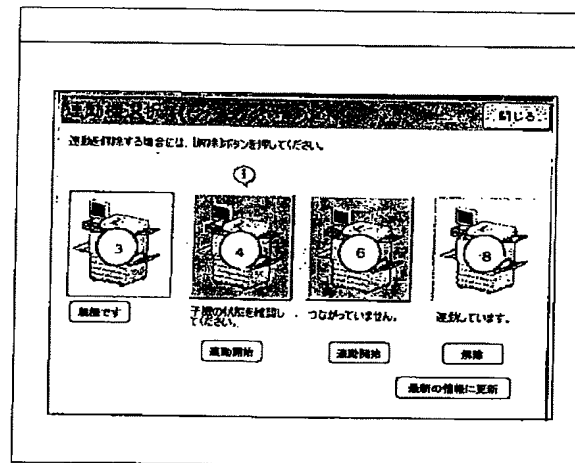 閉じる
連動を解除する場合には、[解除]ボタンを押してください。
i
3
4
6
8
親機です
子機の状態を確認し
てください。
つながっていません。
連動しています。
連動開始
連動開始
解除
最新の情報に更新